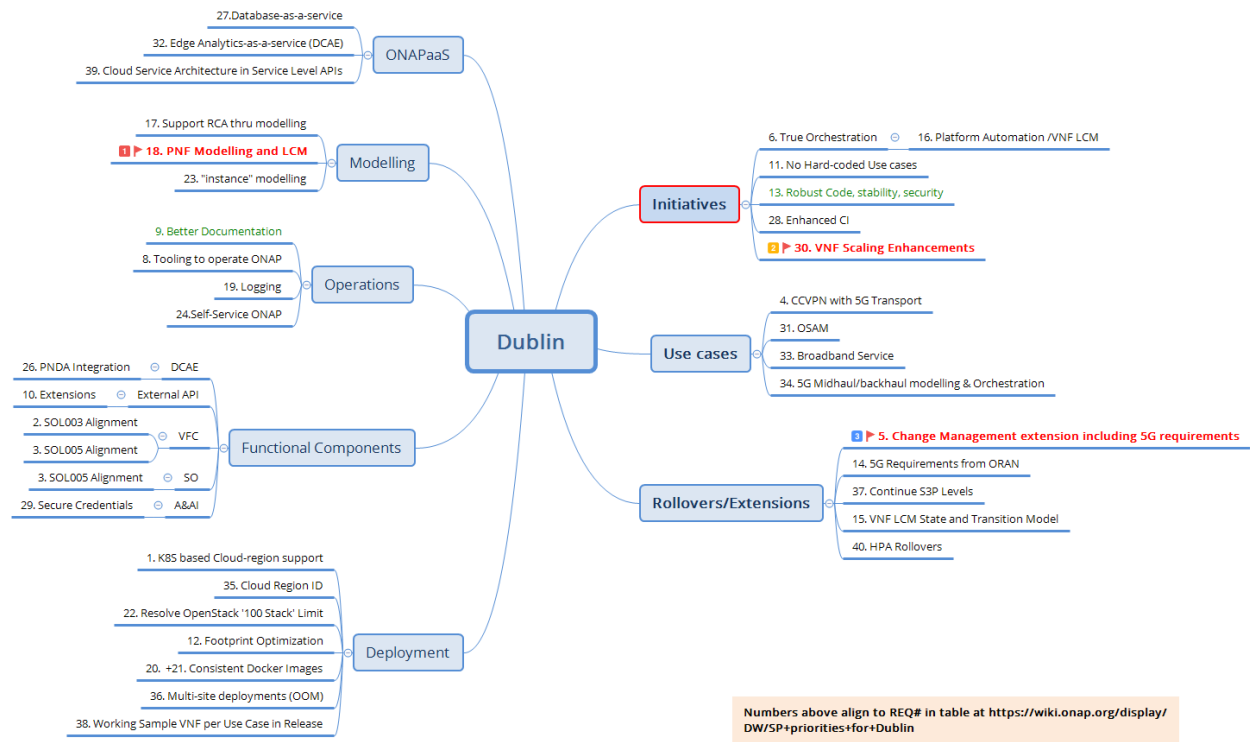 27.Database-as-a-service
32. Edge Analytics-as-a-service (DCAE)
39. Cloud Service Architecture in Service Level APIs
ONAPaaS
17. Support RCA thru modelling
1 18. PNF Modelling and LCM
23. "instance" modelling
Modelling
9. Better Documentation
8. Tooling to operate ONAP
19. Logging
24.Self-Service ONAP
Operations
26. PNDA Integration
DCAE
10. Extensions
External API
2. SOL003 Alignment
3. SOL005 Alignment
VFC
3. SOL005 Alignment
SO
29. Secure Credentials
A&AI
Functional Components
1. K8S based Cloud-region support
35. Cloud Region ID
22. Resolve OpenStack '100 Stack' Limit
12. Footprint Optimization
20. +21. Consistent Docker Images
36. Multi-site deployments (OOM)
38. Working Sample VNF per Use Case in Release
Deployment
Dublin
Initiatives
6. True Orchestration
16. Platform Automation /VNF LCM
11. No Hard-coded Use cases
13. Robust Code, stability, security
28. Enhanced CI
2 30. VNF Scaling Enhancements
Use cases
4. CCVPN with 5G Transport
31. OSAM
33. Broadband Service
34. 5G Midhaul/backhaul modelling & Orchestration
Rollovers/Extensions
3 5. Change Management extension including 5G requirements
14. 5G Requirements from ORAN
37. Continue S3P Levels
15. VNF LCM State and Transition Model
40. HPA Rollovers
Numbers above align to REQ# in table at https://wiki.onap.org/display/
DW/SP+priorities+for+Dublin